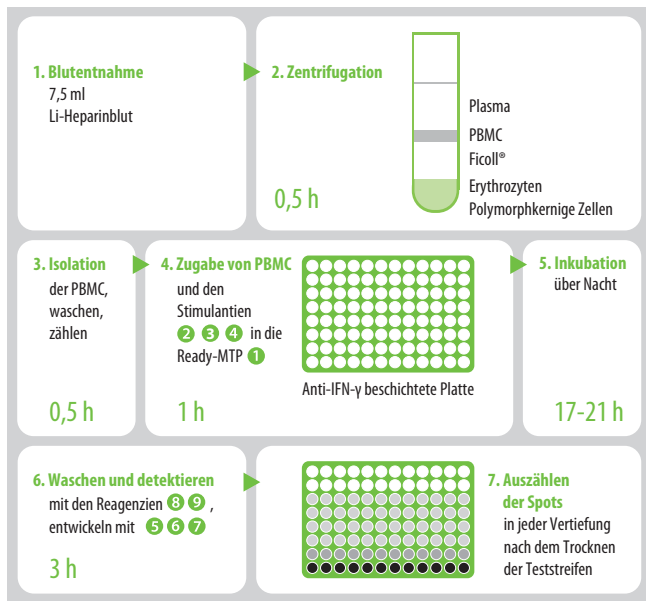 1. Blutentnahme
7,5 ml
Li-Heparinblut
2. Zentrifugation
0,5 h
Plasma
PBMC
Ficoll®
Erythrozyten
Polymorphkernige Zellen
3. Isolation
der PBMC,
waschen,
zählen
0,5 h
4. Zugabe von PBMC
und den
Stimulantien
2 3 4 in die
Ready-MTP 1
1 h
Anti-IFN-γ beschichtete Platte
5. Inkubation
über Nacht
17-21 h
6. Waschen und detektieren
mit den Reagenzien 8 9 ,
entwickeln mit 5 6 7
3 h
7. Auszählen
der Spots
in jeder Vertiefung
nach dem Trocknen
der Teststreifen